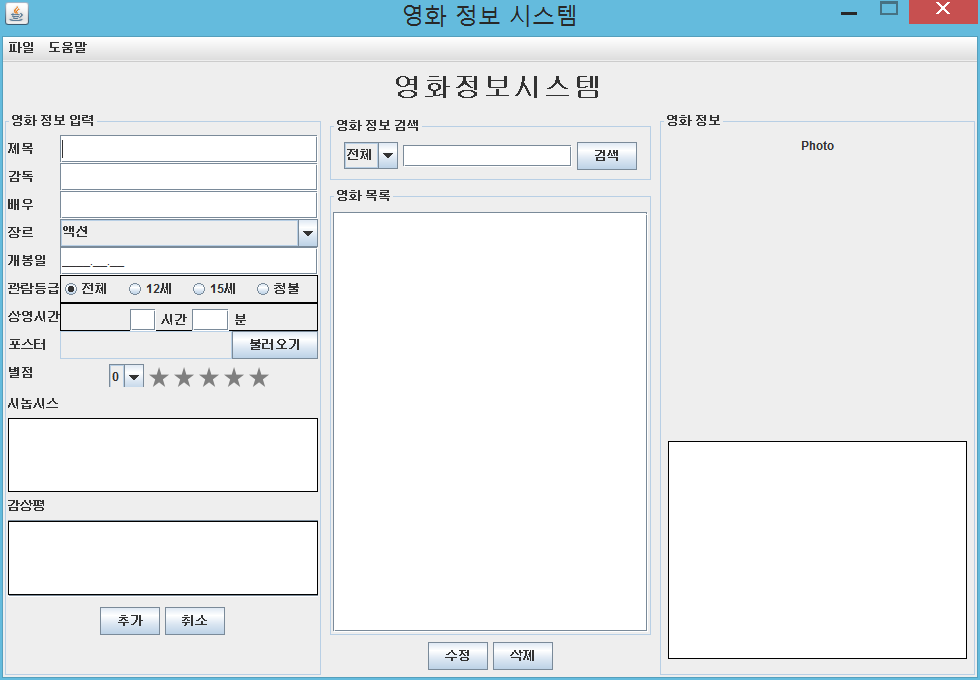 영화 정보 시스템
파일 도움말
영화정보시스템
영화 정보 입력
제목
감독
배우
장르 액션
개봉일 ____.__.__
관람등급 전체 12세 15세 청불
상영시간 시간 분
포스터 불러오기
별점 0 ★★★★★
시놉시스
감상평
추가 취소
영화 정보 검색
전체 검색
영화 목록
수정 삭제
영화 정보
Photo